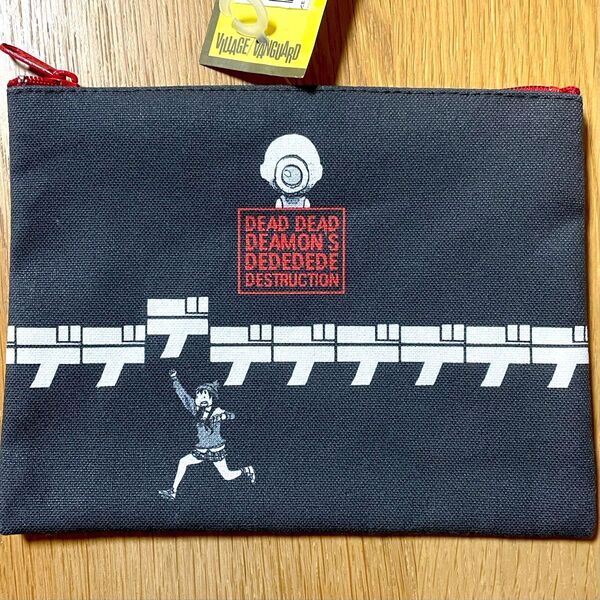 VILLAGE/VANGUARD
DEAD DEAD
DEAMON'S
DEDEDEDE
DESTRUCTION
デデデデデデデデデ